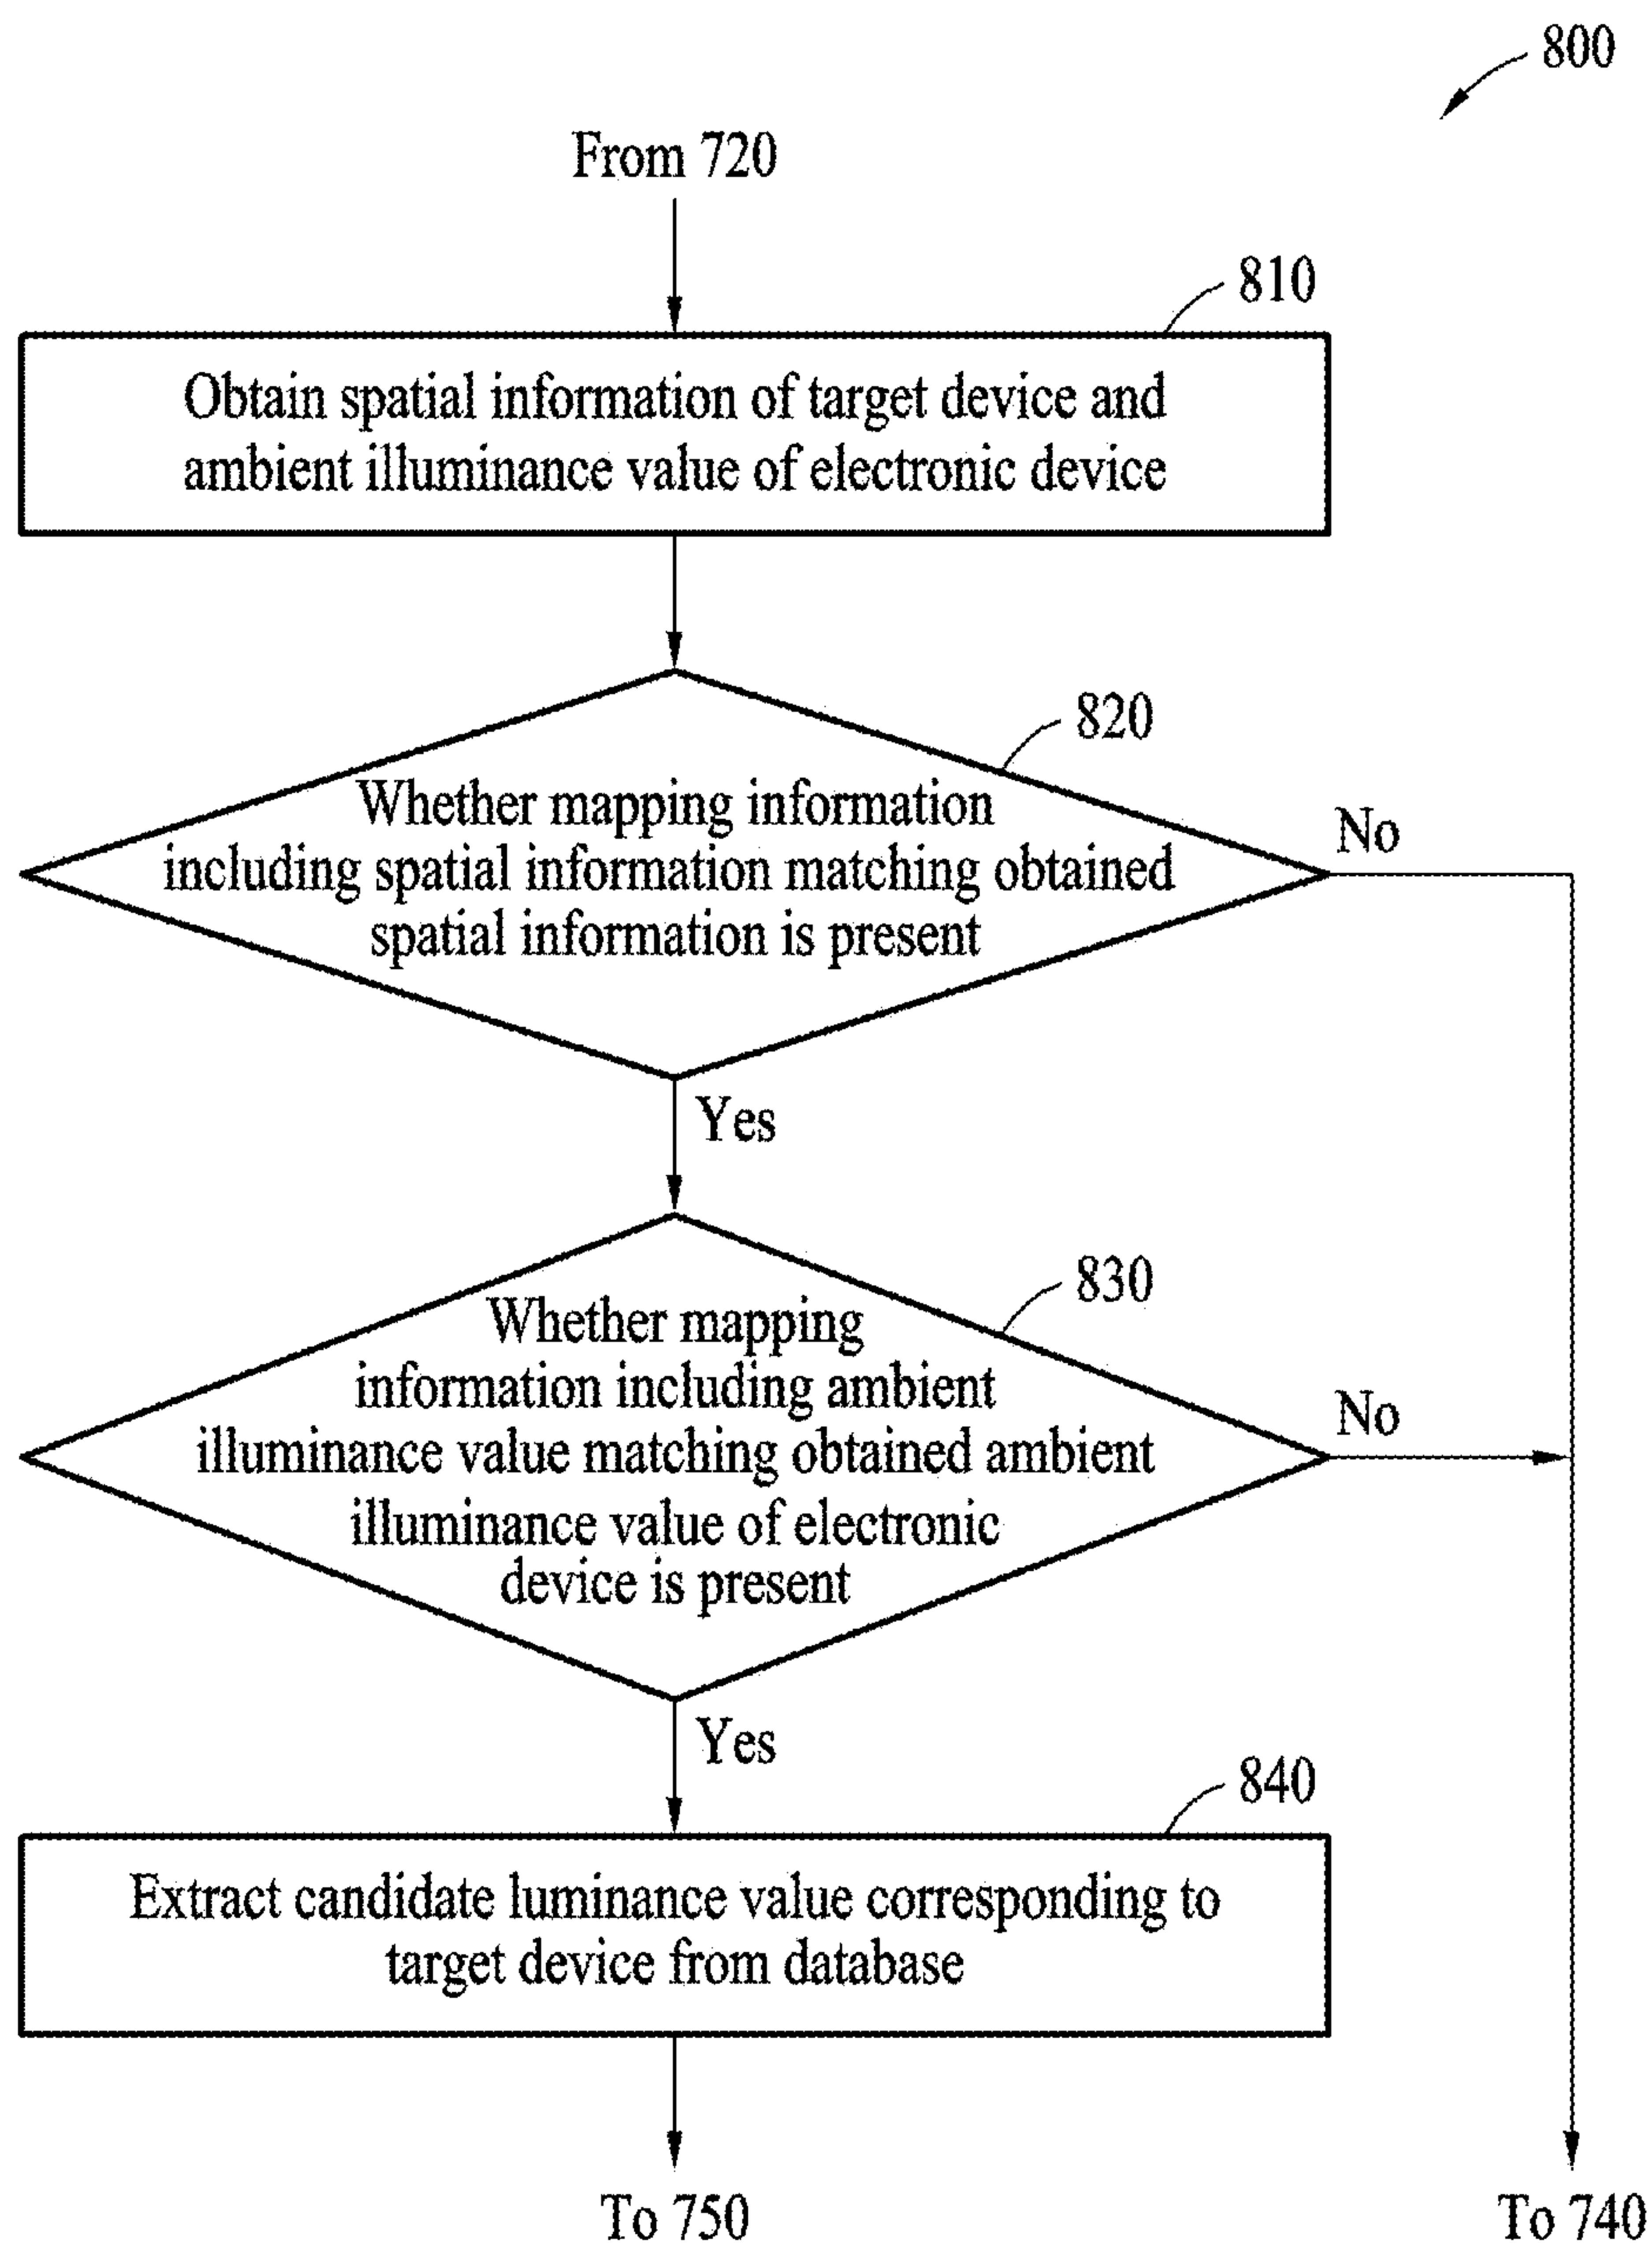 800
From 720
810
Obtain spatial information of target device and
ambient illuminance value of electronic device
820
Whether mapping information
including spatial information matching obtained
spatial information is present
No
Yes
830
Whether mapping
information including ambient
illuminance value matching obtained ambient
illuminance value of electronic
device is present
No
Yes
840
Extract candidate luminance value corresponding to
target device from database
To 750
To 740